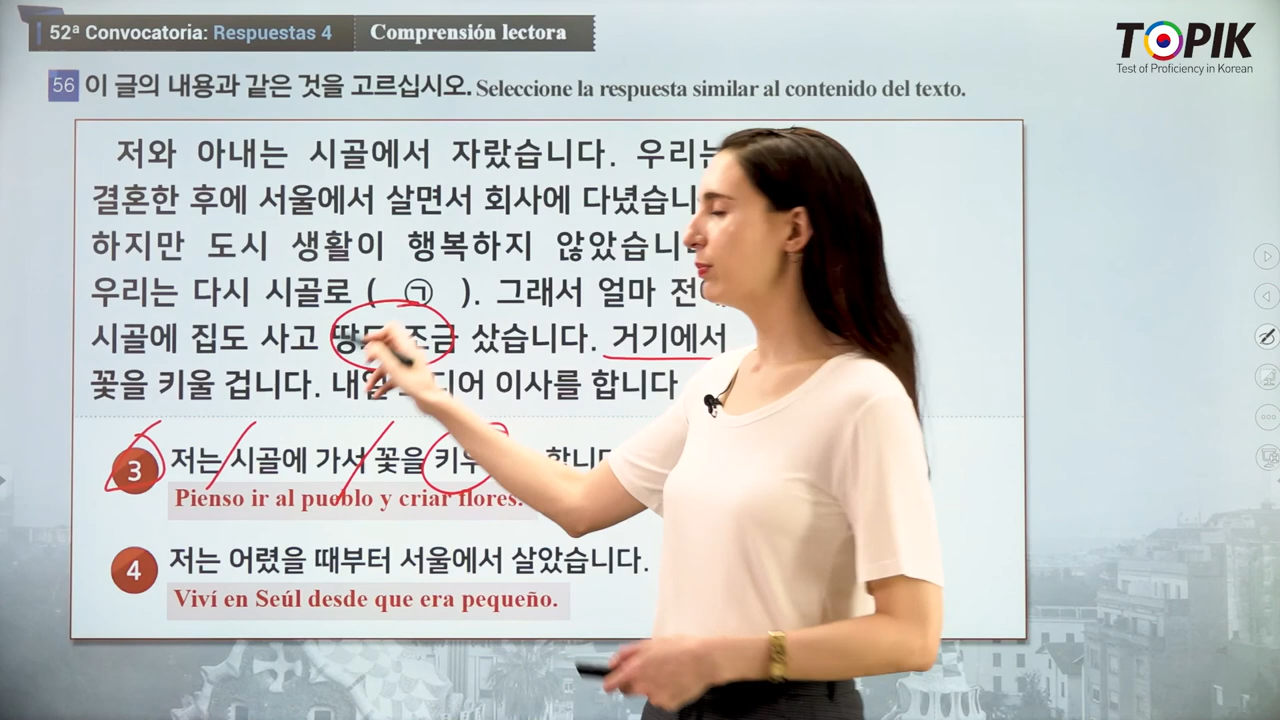 52ª Convocatoria: Respuestas 4 Comprensión lectora
TOPIK
Test of Proficiency in Korean
56 이 글의 내용과 같은 것을 고르십시오. Seleccione la respuesta similar al contenido del texto.
저와 아내는 시골에서 자랐습니다. 우리는
결혼한 후에 서울에서 살면서 회사에 다녔습니
하지만 도시 생활이 행복하지 않았습니
우리는 다시 시골로 ( ㉠ ). 그래서 얼마
시골에 집도 사고 조금 샀습니다. 거기에서
꽃을 키울 겁니다. 이사를 합니다
3 저는 시골에 가서 꽃을
Pienso ir al pueblo y criar flores.
4 저는 어렸을 때부터 서울에서 살았습니다.
Viví en Seúl desde que era pequeño.